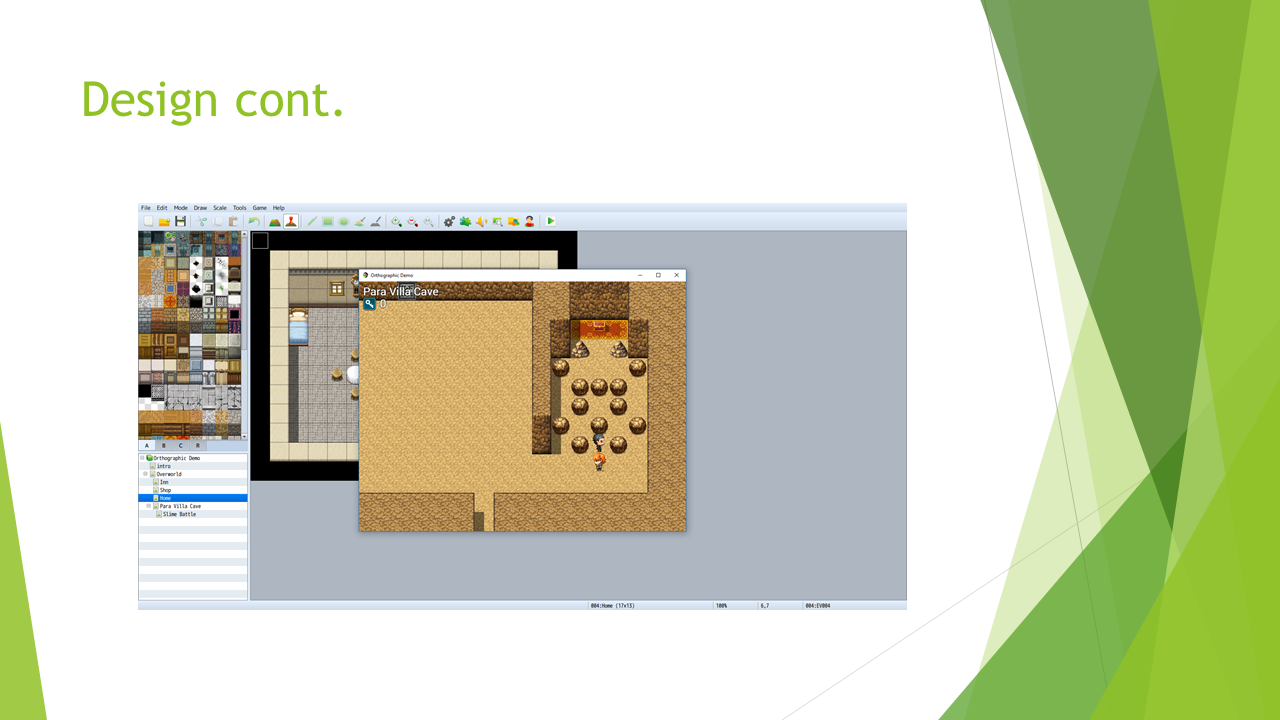 Design cont.
File Edit Mode Draw Scale Tools Game Help
Orthographic Demo
Para Villa Cave
0
A B C R
Orthographic Demo
intro
Overworld
Inn
Shop
Home
Para Villa Cave
Slime Battle
004:Home (17x13) 100% 6,7 004:EV004